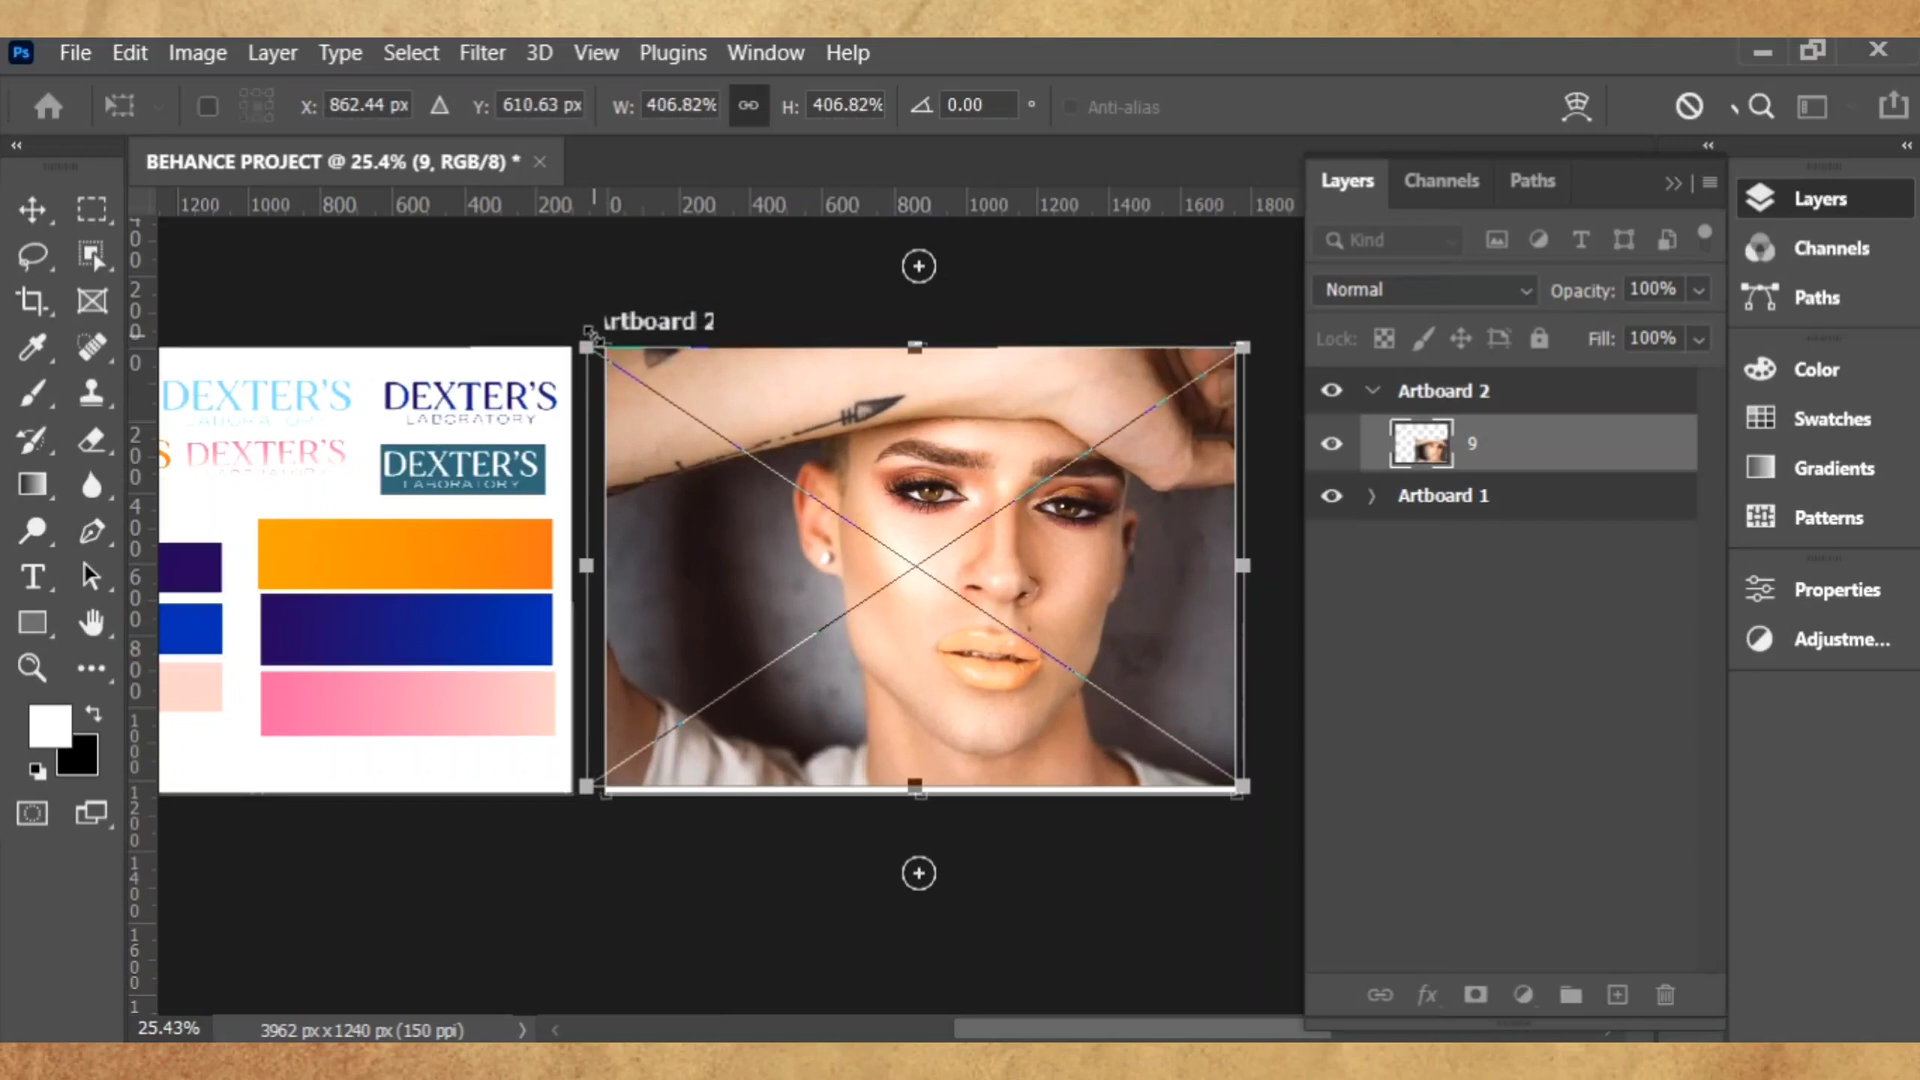 Ps File Edit Image Layer Type Select Filter 3D View Plugins Window Help
X: 862.44 px Y: 610.63 px W: 406.82% H: 406.82% 0.00 ° Anti-alias
BEHANCE PROJECT @ 25.4% (9, RGB/8) *
1200 1000 800 600 400 200 0 200 400 600 800 1000 1200 1400 1600 1800
Artboard 2
DEXTER'S
LABORATORY
DEXTER'S
LABORATORY
S
DEXTER'S
LABORATORY
DEXTER'S
LABORATORY
Layers Channels Paths
Kind
Normal Opacity: 100%
Lock: Fill: 100%
Artboard 2
9
Artboard 1
Layers
Channels
Paths
Color
Swatches
Gradients
Patterns
Properties
Adjustme...
25.43% 3962 px x 1240 px (150 ppi)